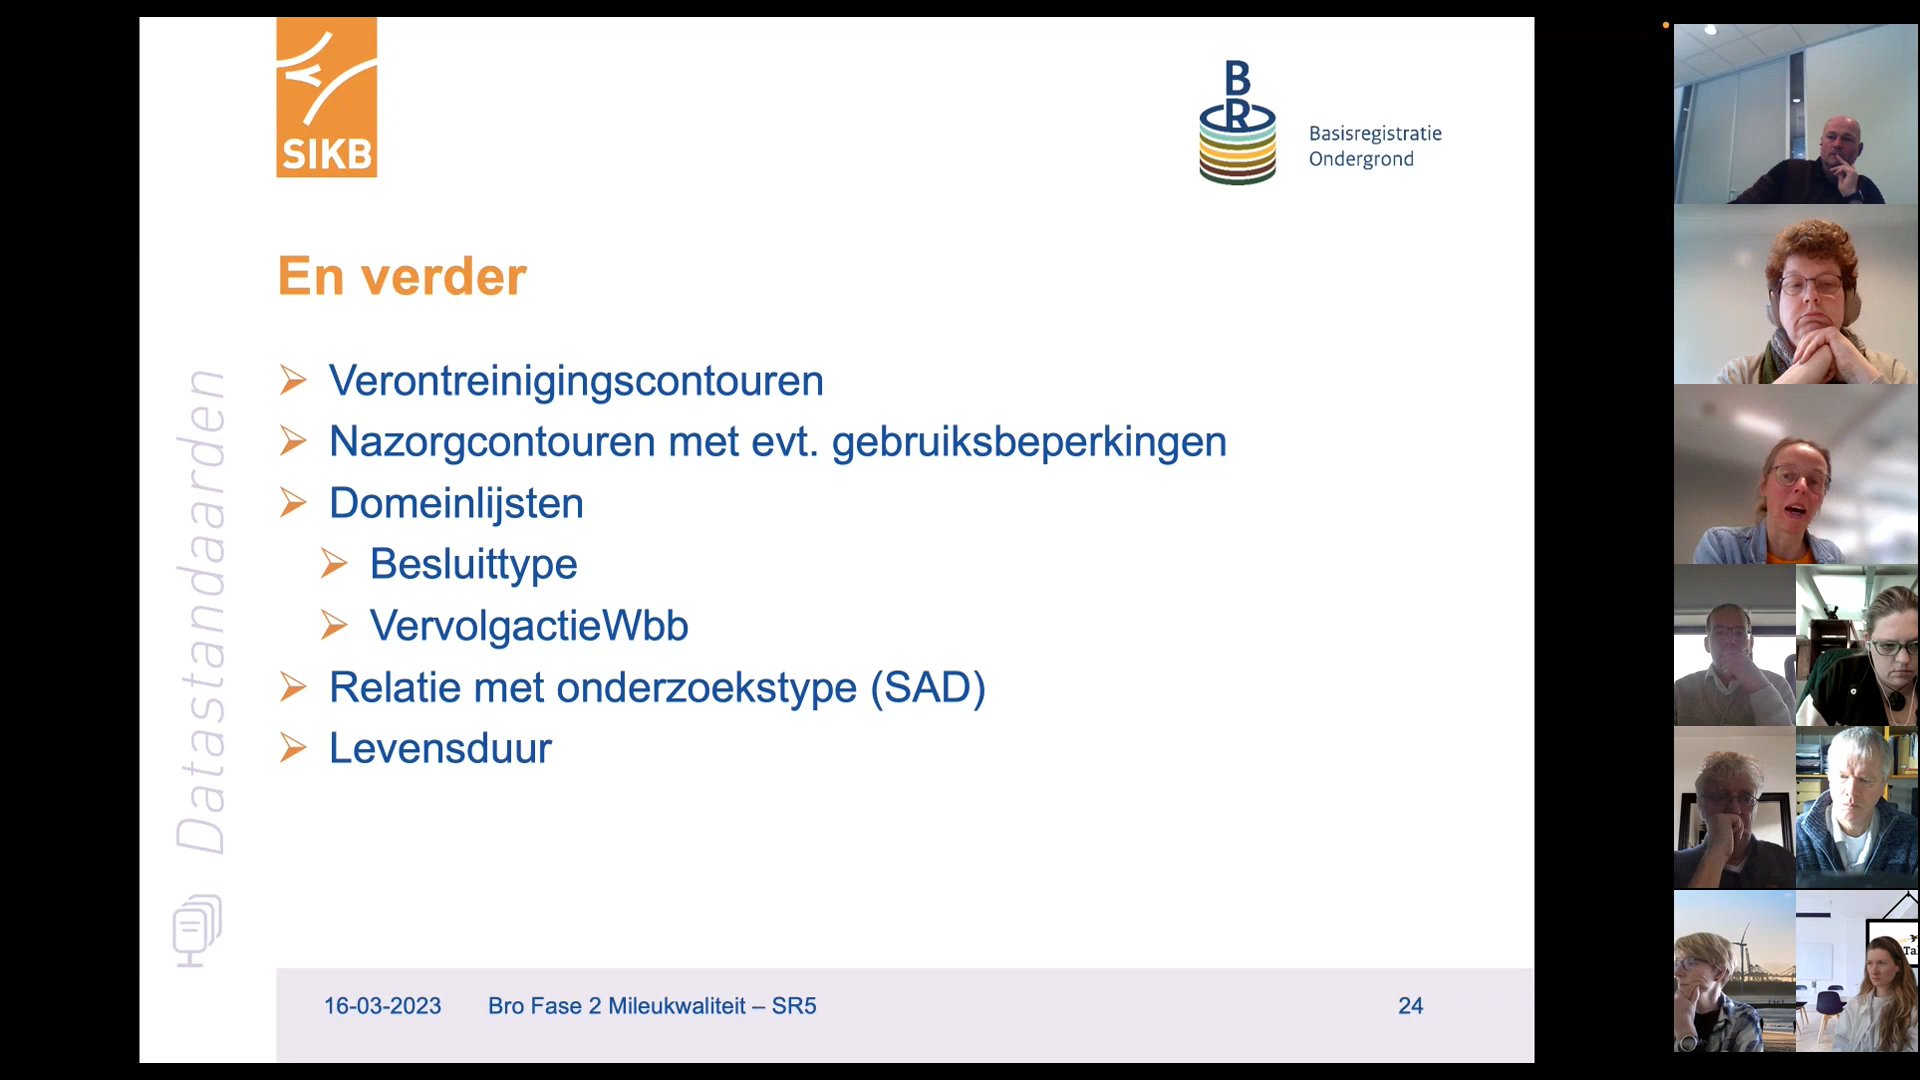 SIKB
B
R
Basisregistratie
Ondergrond
En verder
Verontreinigingscontouren
Nazorgcontouren met evt. gebruiksbeperkingen
Domeinlijsten
Besluittype
VervolgactieWbb
Relatie met onderzoekstype (SAD)
Levensduur
Datastandaarden
16-03-2023 Bro Fase 2 Mileukwaliteit – SR5 24
Ta